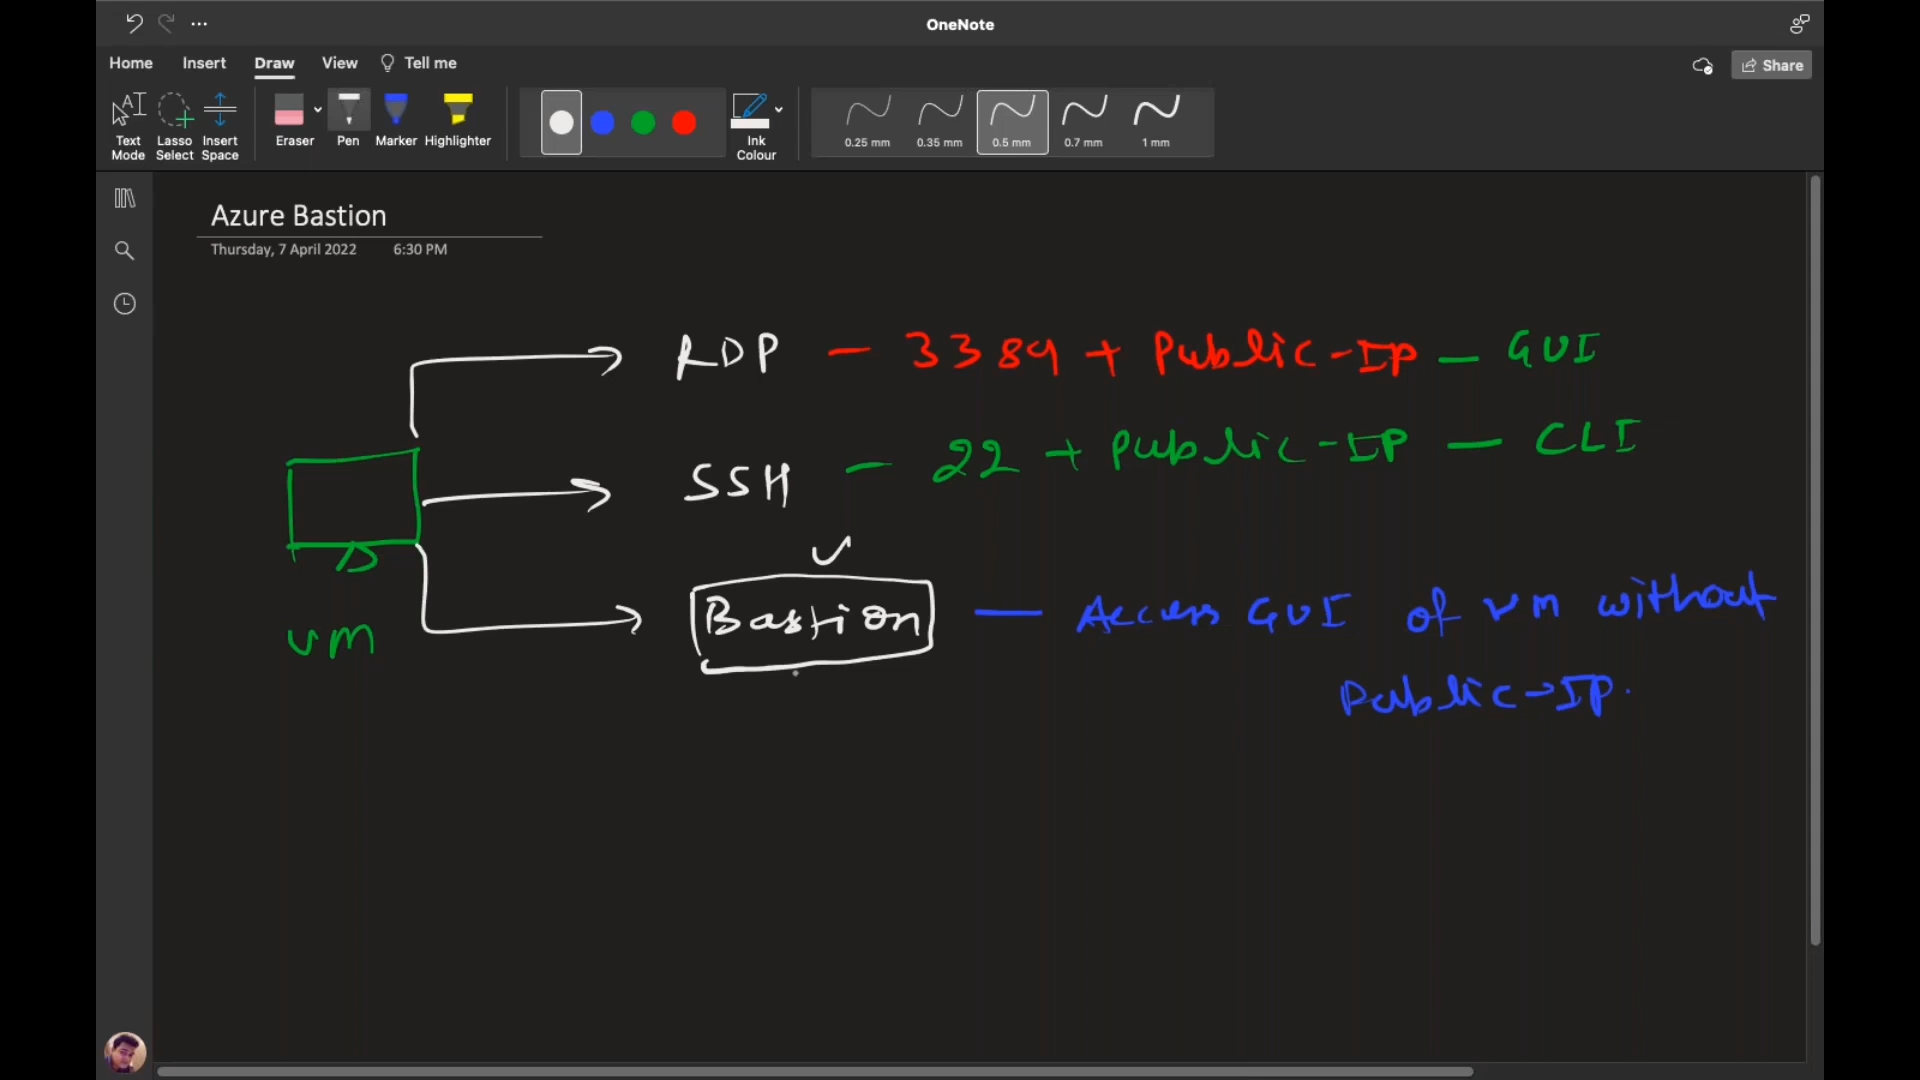 OneNote
Home Insert Draw View Tell me
Share
Text Mode
Lasso Select
Insert Space
Eraser
Pen
Marker
Highlighter
Ink Colour
0.25 mm
0.35 mm
0.5 mm
0.7 mm
1 mm
Azure Bastion
Thursday, 7 April 2022 6:30 PM
RDP - 3389 + Public-IP - GUI
SSH - 22 + Public-IP - CLI
Bastion - Access GUI of vm without
Public-IP.
vm